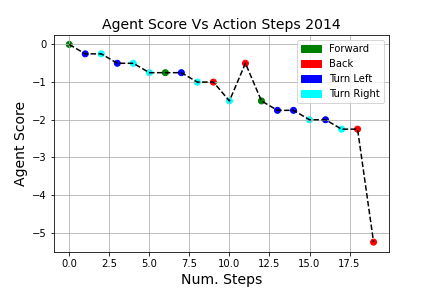 Agent Score Vs Action Steps 2014
Forward
Back
Turn Left
Turn Right
Agent Score
0
−1
−2
−3
−4
−5
0.0 2.5 5.0 7.5 10.0 12.5 15.0 17.5
Num. Steps